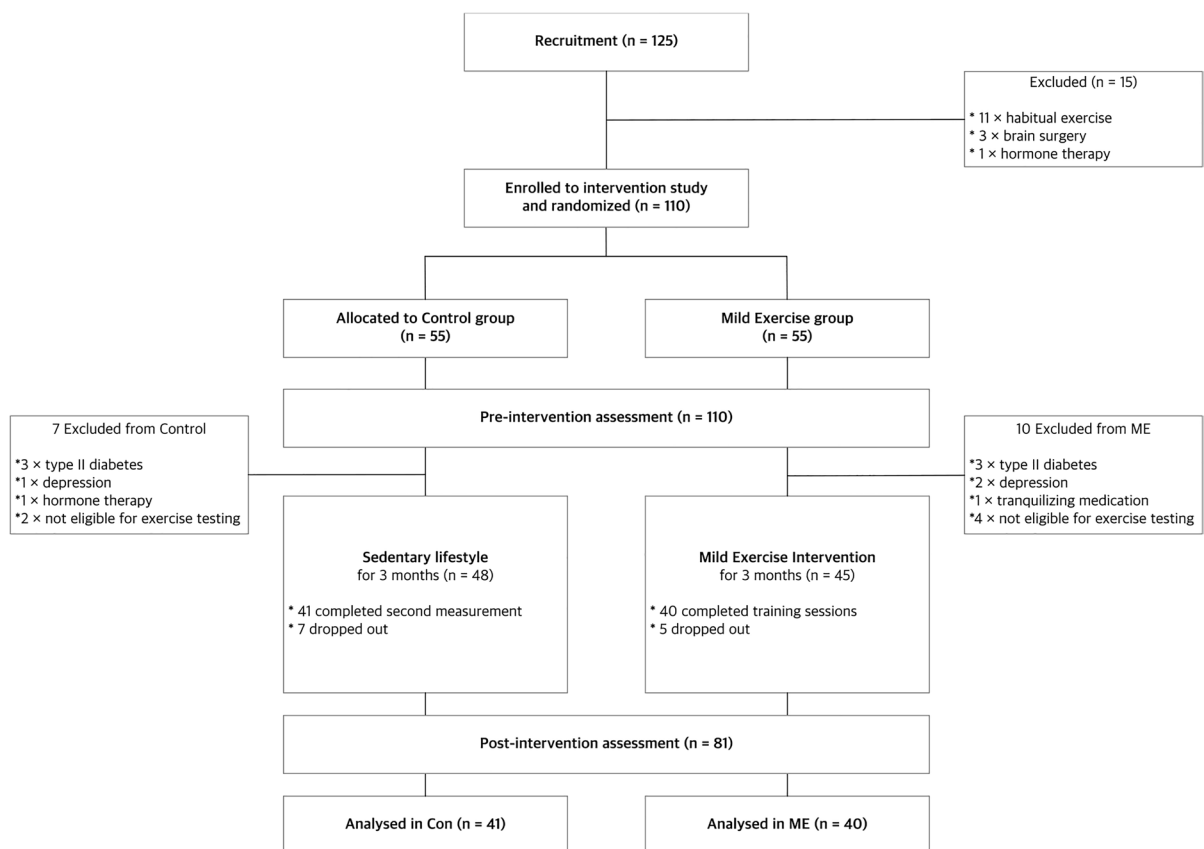 Recruitment (n = 125)
Excluded (n = 15)
* 11 × habitual exercise
* 3 × brain surgery
* 1 × hormone therapy
Enrolled to intervention study
and randomized (n = 110)
Allocated to Control group
(n = 55)
Mild Exercise group
(n = 55)
Pre-intervention assessment (n = 110)
7 Excluded from Control
*3 × type II diabetes
*1 × depression
*1 × hormone therapy
*2 × not eligible for exercise testing
10 Excluded from ME
*3 × type II diabetes
*2 × depression
*1 × tranquilizing medication
*4 × not eligible for exercise testing
Sedentary lifestyle
for 3 months (n = 48)
* 41 completed second measurement
* 7 dropped out
Mild Exercise Intervention
for 3 months (n = 45)
* 40 completed training sessions
* 5 dropped out
Post-intervention assessment (n = 81)
Analysed in Con (n = 41)
Analysed in ME (n = 40)